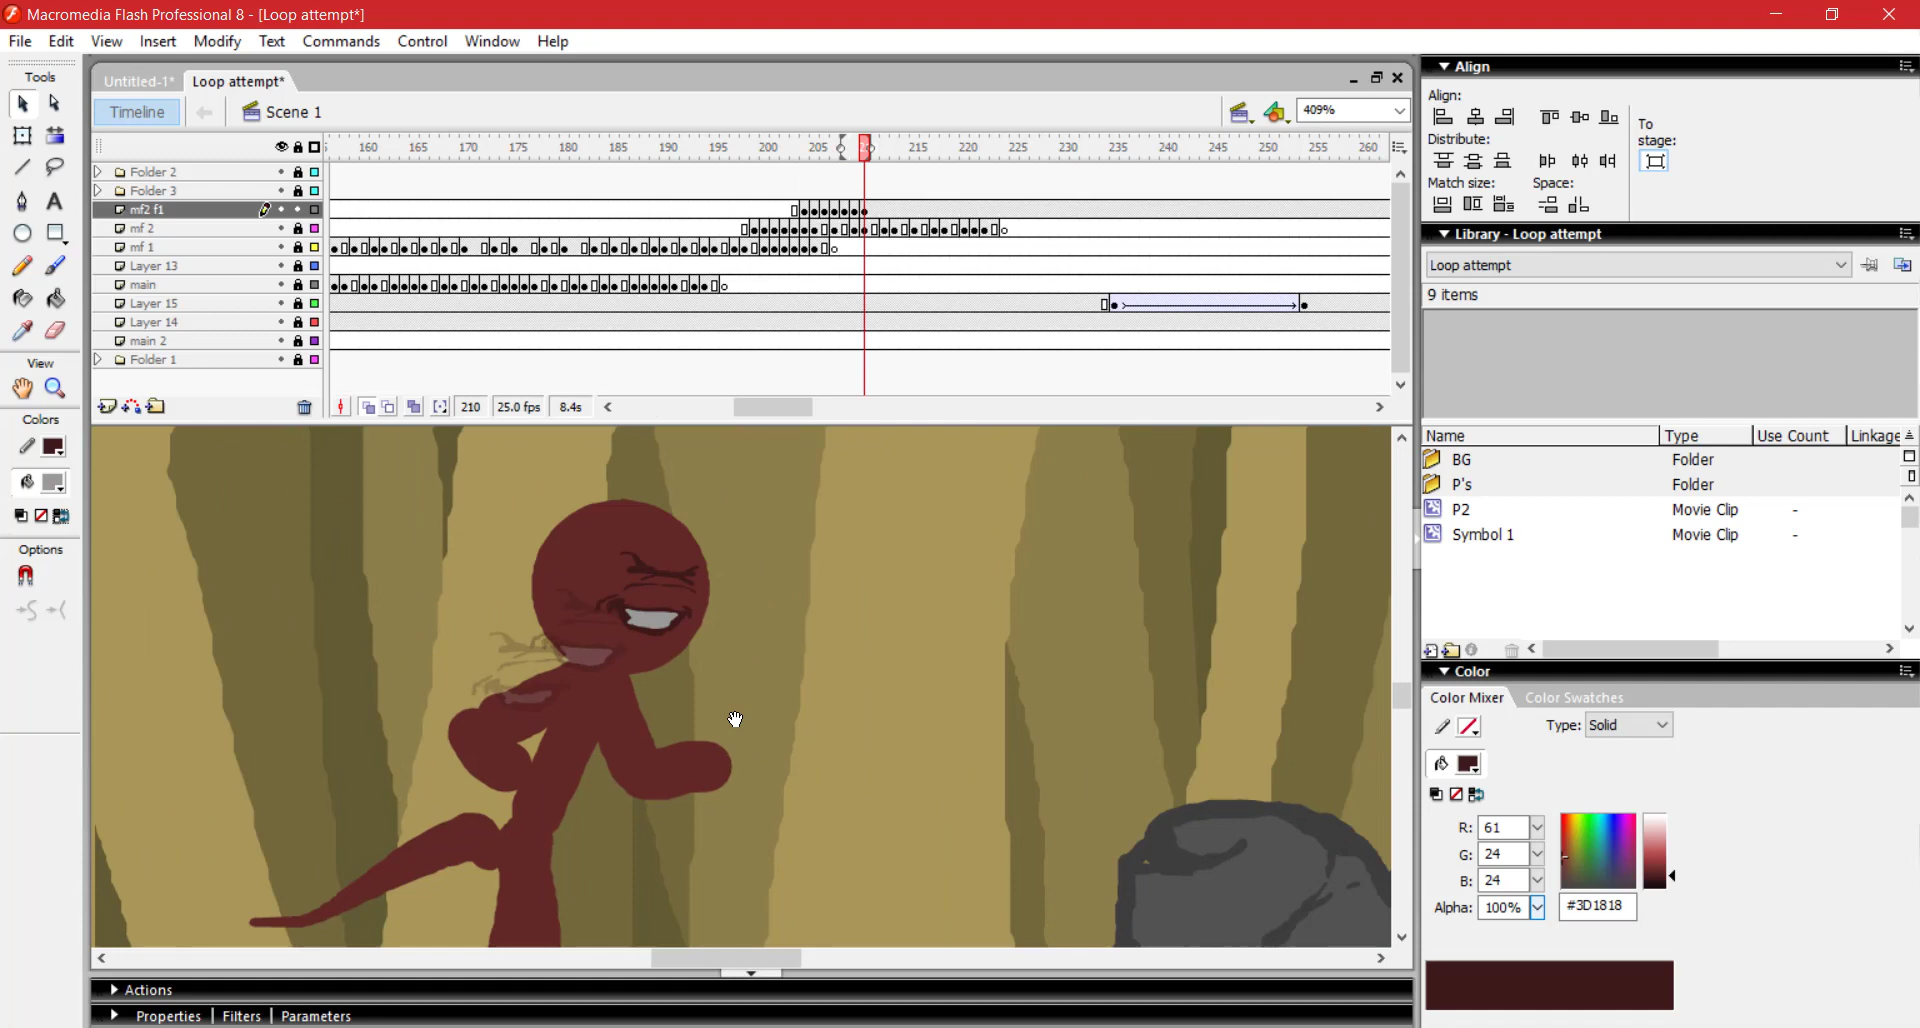 Macromedia Flash Professional 8 - [Loop attempt*]
File Edit View Insert Modify Text Commands Control Window Help
Tools
View
Colors
Options
Untitled-1* Loop attempt*
Timeline Scene 1 409%
160 165 170 175 180 185 190 195 200 205 215 220 225 230 235 240 245 250 255 260
Folder 2
Folder 3
mf2 f1
mf 2
mf 1
Layer 13
main
Layer 15
Layer 14
main 2
Folder 1
210 25.0 fps 8.4s
Actions
Properties Filters Parameters
Align
Align:
Distribute:
Match size: Space:
To
stage:
Library - Loop attempt
Loop attempt
9 items
Name Type Use Count Linkage
BG Folder
P's Folder
P2 Movie Clip -
Symbol 1 Movie Clip -
Color
Color Mixer Color Swatches
Type: Solid
R: 61
G: 24
B: 24
Alpha: 100% #3D1818